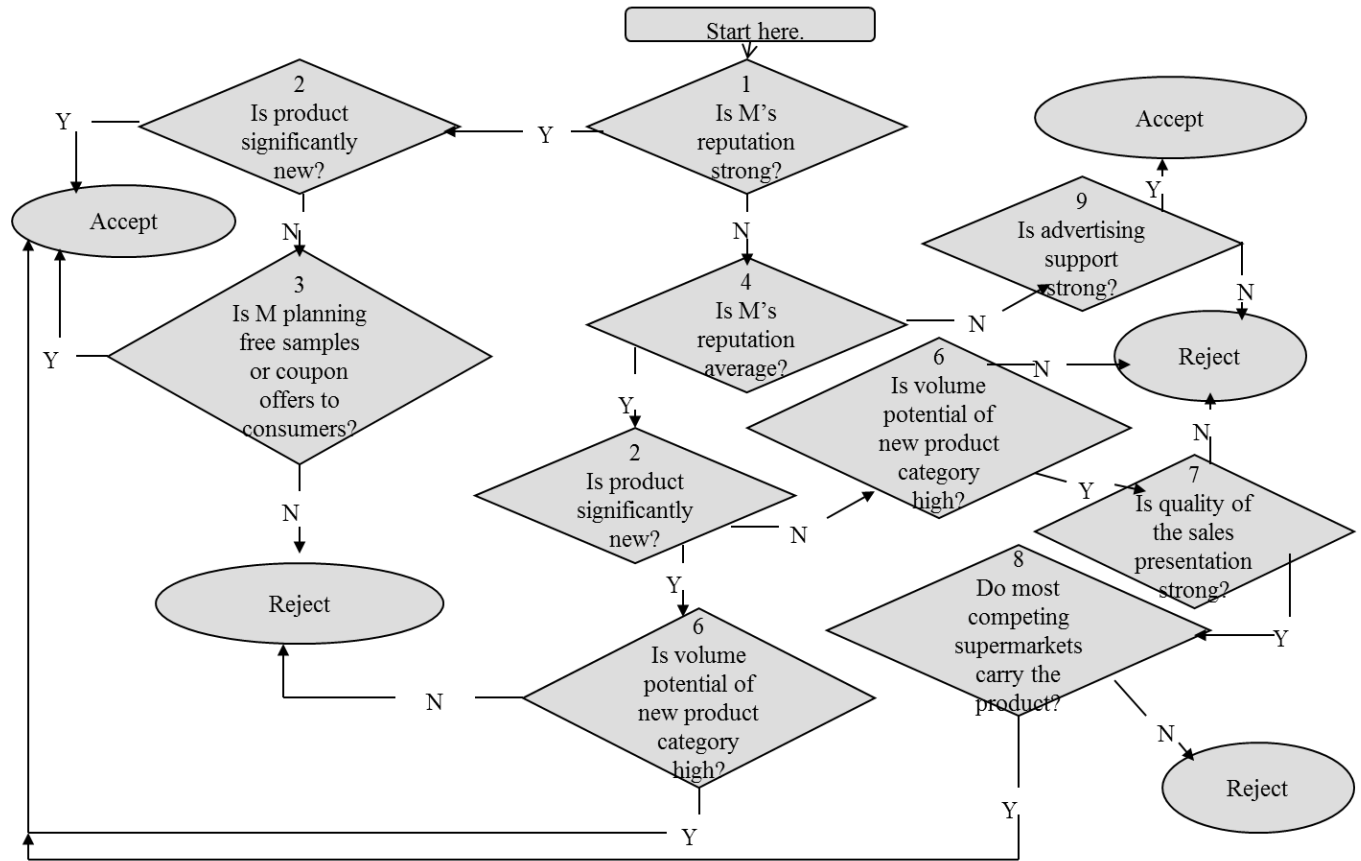 Start here.
1
Is M’s
reputation
strong?
Y
2
Is product
significantly
new?
Y
Accept
N
3
Is M planning
free samples
or coupon
offers to
consumers?
Y
N
Reject
N
4
Is M’s
reputation
average?
N
9
Is advertising
support
strong?
Y
Accept
N
Reject
Y
2
Is product
significantly
new?
N
6
Is volume
potential of
new product
category
high?
N
Y
7
Is quality of
the sales
presentation
strong?
N
Y
8
Do most
competing
supermarkets
carry the
product?
N
Reject
Y
Y
6
Is volume
potential of
new product
category
high?
N
Y